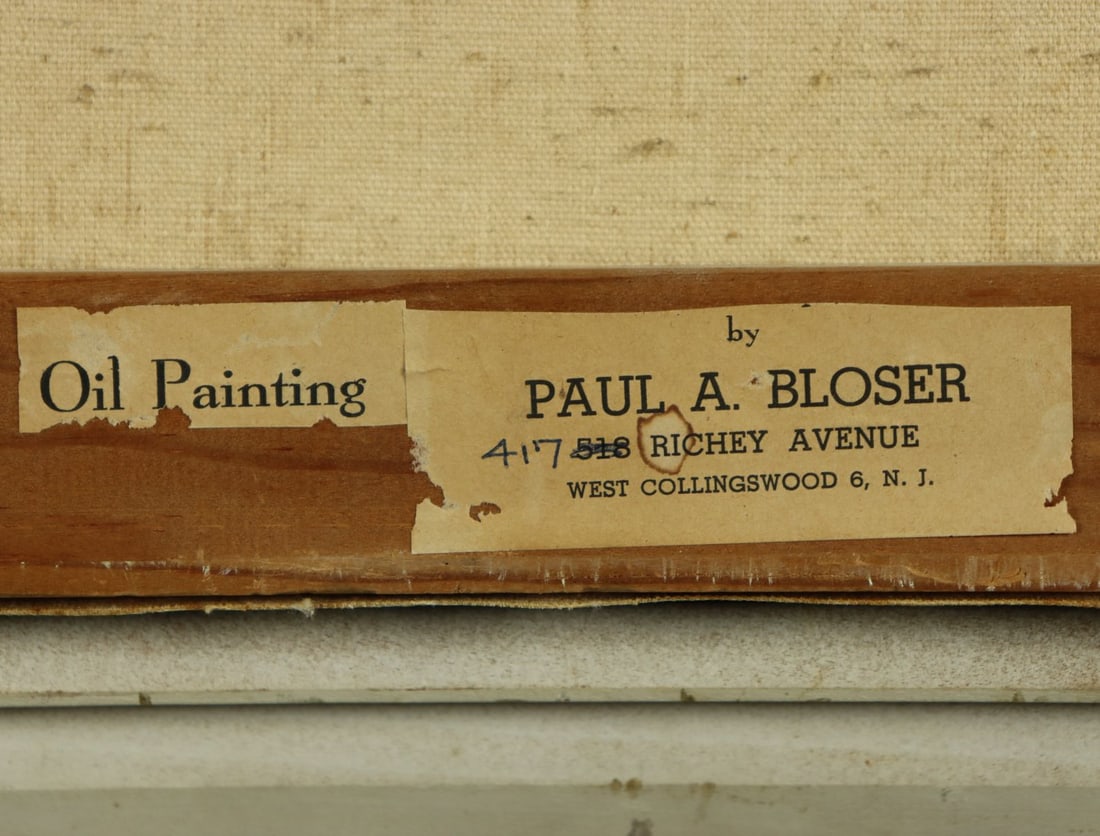 Oil Painting
by
PAUL A. BLOSER
417 518 RICHEY AVENUE
WEST COLLINGSWOOD 6, N. J.